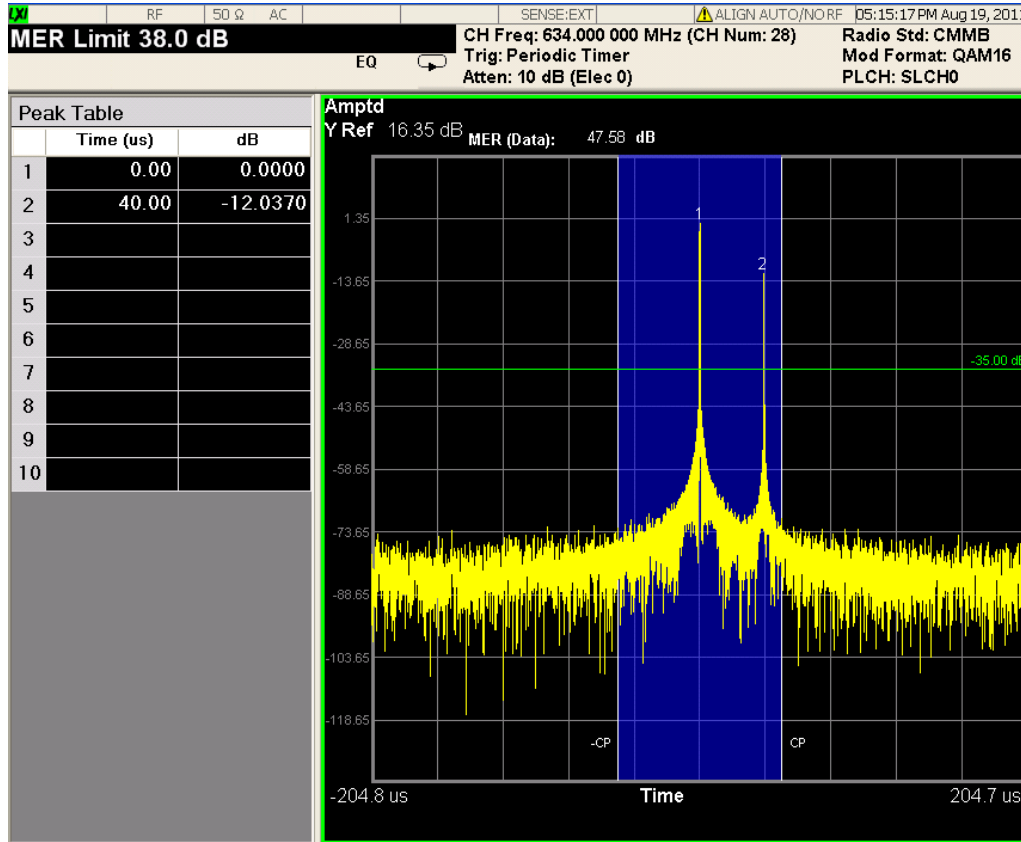 LXI RF 50 Ω AC SENSE:EXT ALIGN AUTO/NO RF 05:15:17 PM Aug 19, 201
MER Limit 38.0 dB
EQ
CH Freq: 634.000 000 MHz (CH Num: 28)
Trig: Periodic Timer
Atten: 10 dB (Elec 0)
Radio Std: CMMB
Mod Format: QAM16
PLCH: SLCH0
Peak Table
Time (us) dB
1 0.00 0.0000
2 40.00 -12.0370
3
4
5
6
7
8
9
10
Amptd
Y Ref 16.35 dB
MER (Data): 47.58 dB
1.35
-13.65
-28.65
-43.65
-58.65
-73.65
-88.65
-103.65
-118.65
1
2
-35.00 dB
-CP
CP
-204.8 us
Time
204.7 us